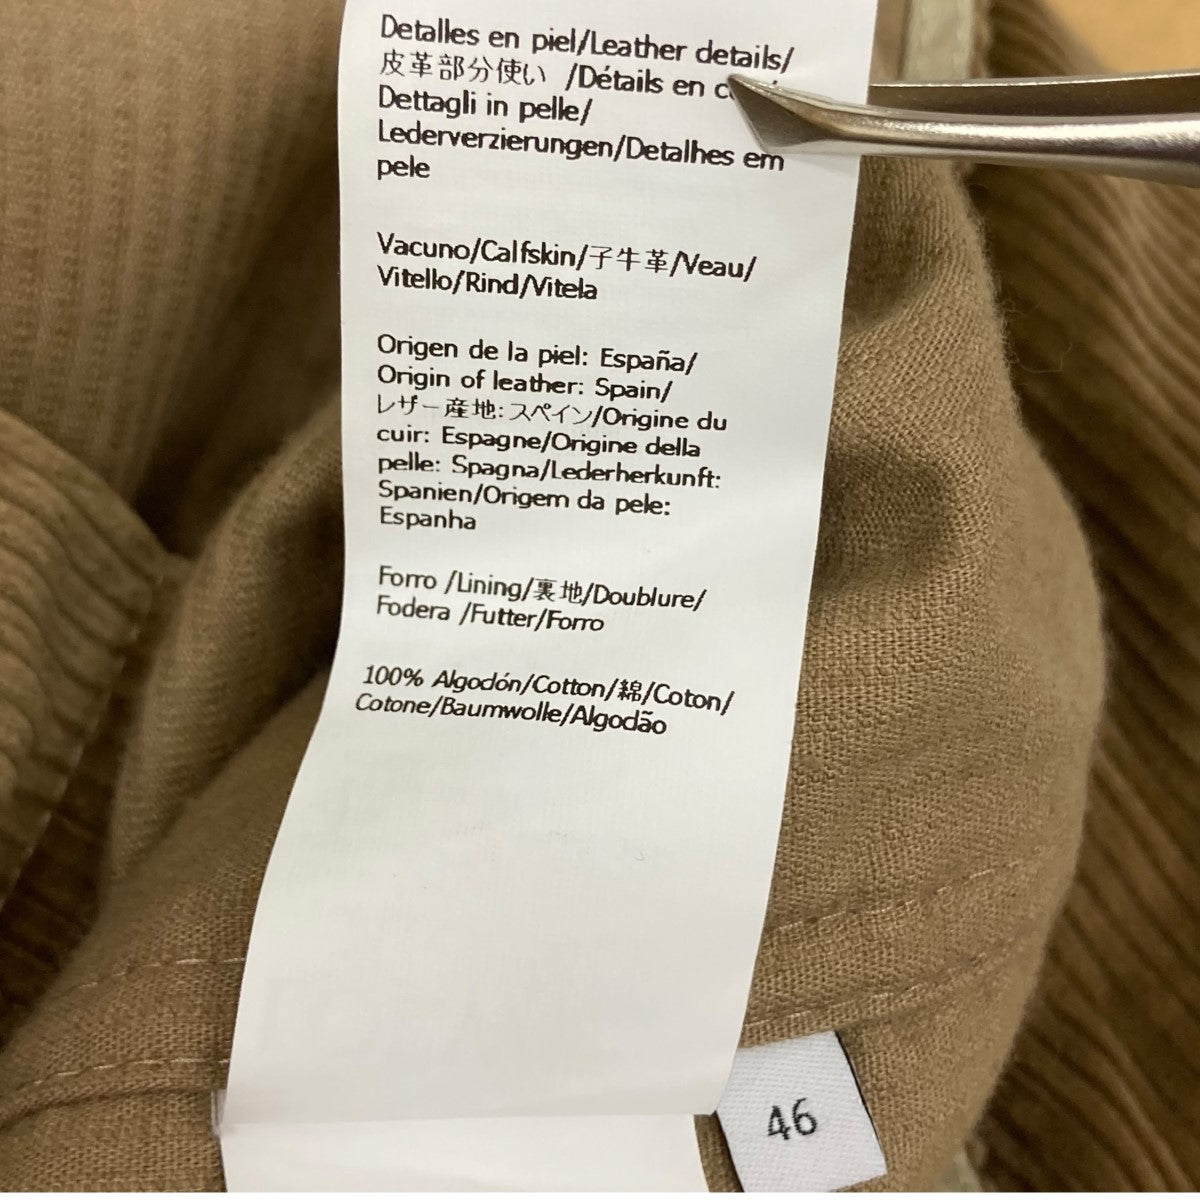 Detalles en piel/Leather details/
皮革部分使い /Détails en
Dettagli in pelle/
Lederverzierungen/Detalhes em
pele
Vacuno/Calfskin/子牛革/Veau/
Vitello/Rind/Vitela
Origen de la piel: España/
Origin of leather: Spain/
レザー産地:スペイン/Origine du
cuir: Espagne/Origine della
pelle: Spagna/Lederherkunft:
Spanien/Origem da pele:
Espanha
Forro /Lining/裏地/Doublure/
Fodera /Futter/Forro
100% Algodón/Cotton/綿/Coton/
Cotone/Baumwolle/Algodão
46